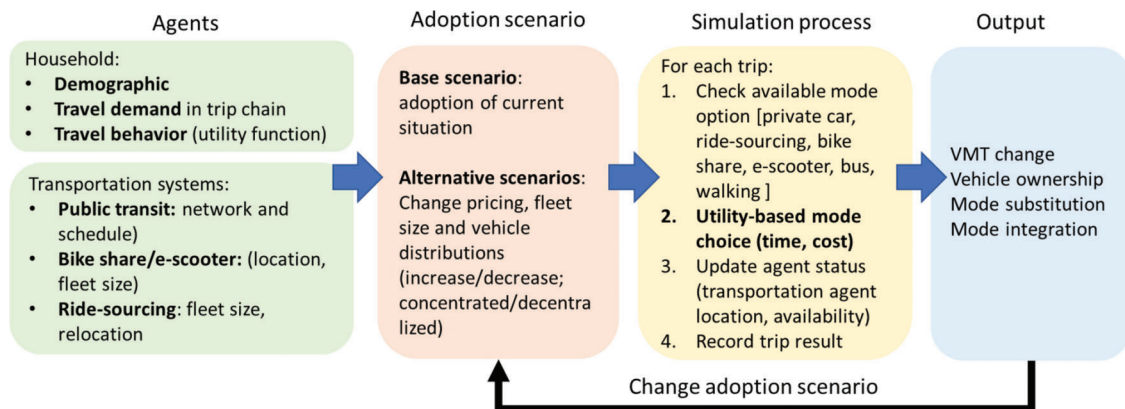 Agents
Household:
• Demographic
• Travel demand in trip chain
• Travel behavior (utility function)
Transportation systems:
• Public transit: network and
schedule)
• Bike share/e-scooter: (location,
fleet size)
• Ride-sourcing: fleet size,
relocation
Adoption scenario
Base scenario:
adoption of current
situation
Alternative scenarios:
Change pricing, fleet
size and vehicle
distributions
(increase/decrease;
concentrated/decentra
lized)
Simulation process
For each trip:
1. Check available mode
option [private car,
ride-sourcing, bike
share, e-scooter, bus,
walking ]
2. Utility-based mode
choice (time, cost)
3. Update agent status
(transportation agent
location, availability)
4. Record trip result
Output
VMT change
Vehicle ownership
Mode substitution
Mode integration
Change adoption scenario